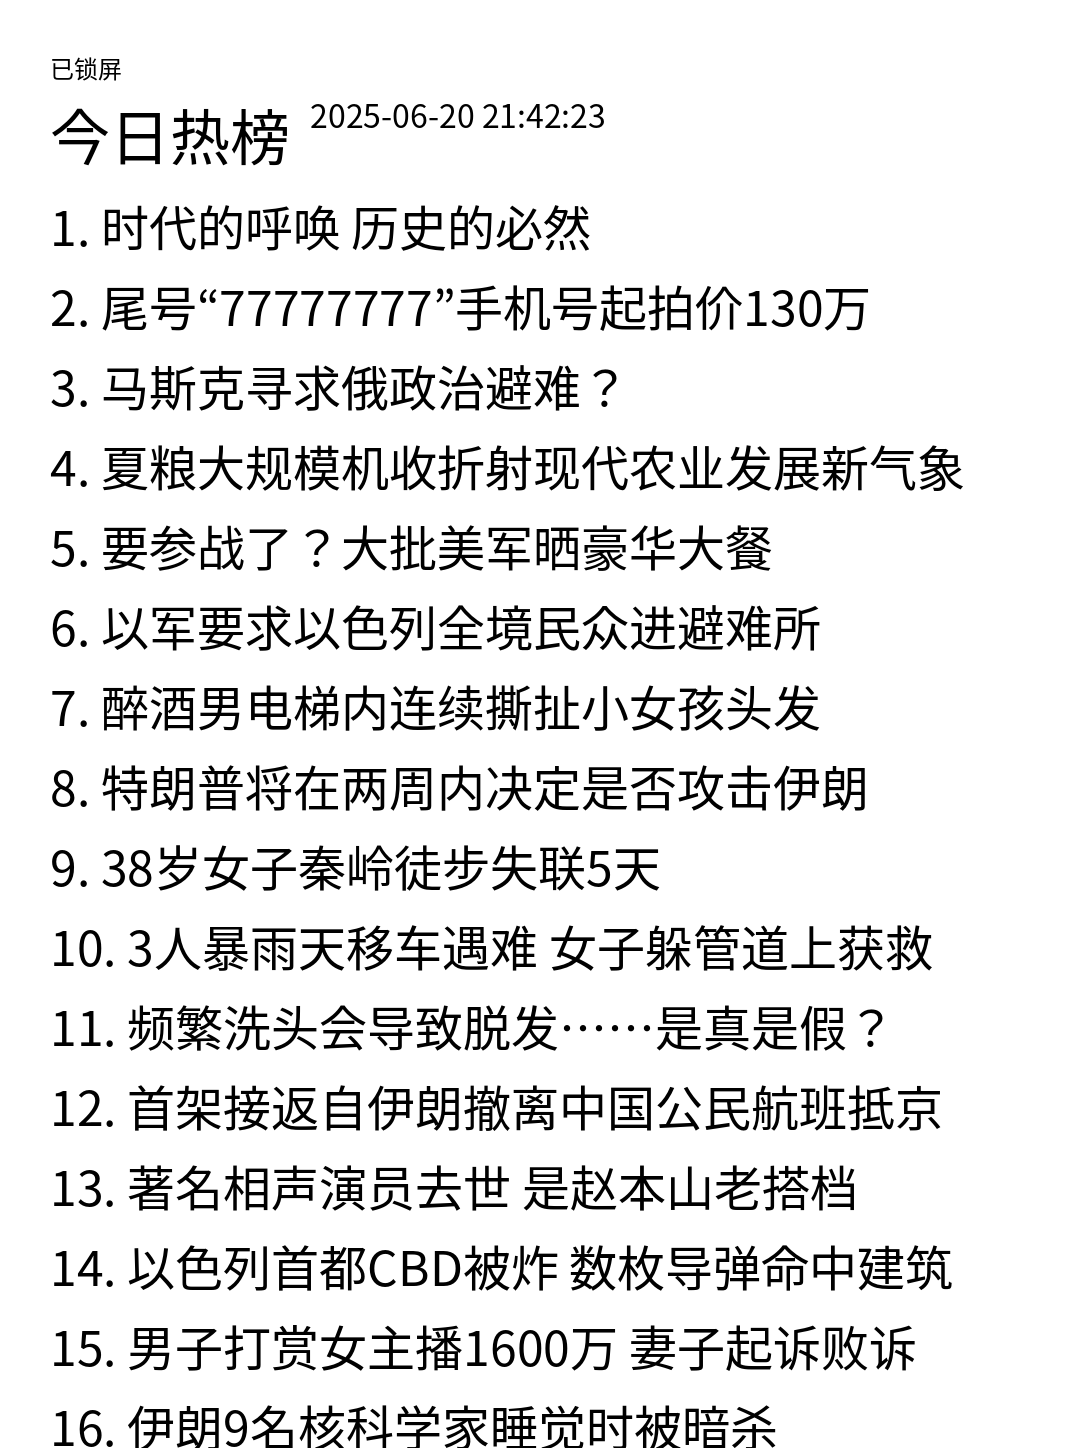 已锁屏
今日热榜 2025-06-20 21:42:23
1. 时代的呼唤 历史的必然
2. 尾号“77777777”手机号起拍价130万
3. 马斯克寻求俄政治避难？
4. 夏粮大规模机收折射现代农业发展新气象
5. 要参战了？大批美军晒豪华大餐
6. 以军要求以色列全境民众进避难所
7. 醉酒男电梯内连续撕扯小女孩头发
8. 特朗普将在两周内决定是否攻击伊朗
9. 38岁女子秦岭徒步失联5天
10. 3人暴雨天移车遇难 女子躲管道上获救
11. 频繁洗头会导致脱发……是真是假？
12. 首架接返自伊朗撤离中国公民航班抵京
13. 著名相声演员去世 是赵本山老搭档
14. 以色列首都CBD被炸 数枚导弹命中建筑
15. 男子打赏女主播1600万 妻子起诉败诉
16. 伊朗9名核科学家睡觉时被暗杀